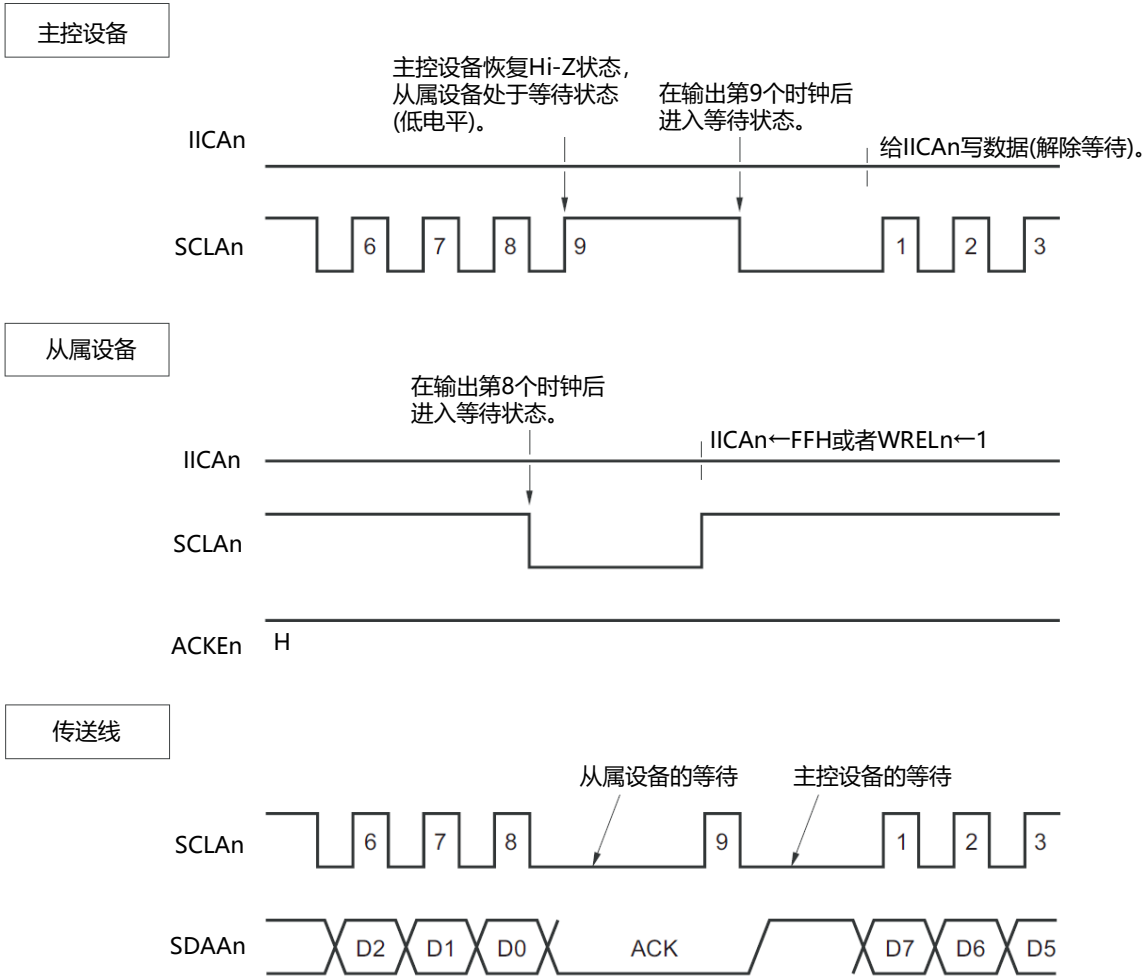 主控设备
主控设备恢复Hi-Z状态，
从属设备处于等待状态
(低电平)。
在输出第9个时钟后
进入等待状态。
IICAn
给IICAn写数据(解除等待)。
SCLAn
6 7 8 9 1 2 3
从属设备
在输出第8个时钟后
进入等待状态。
IICAn
IICAn←FFH或者WRELn←1
SCLAn
ACKEn H
传送线
从属设备的等待 主控设备的等待
SCLAn
6 7 8 9 1 2 3
SDAAn
D2 D1 D0 ACK D7 D6 D5